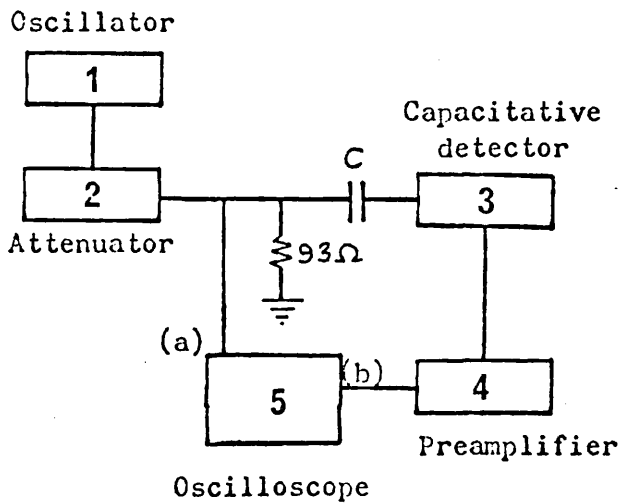 Oscillator
1
Capacitative
detector
C
2
3
Attenuator
93Ω
(a)
(b)
5
4
Preamplifier
Oscilloscope